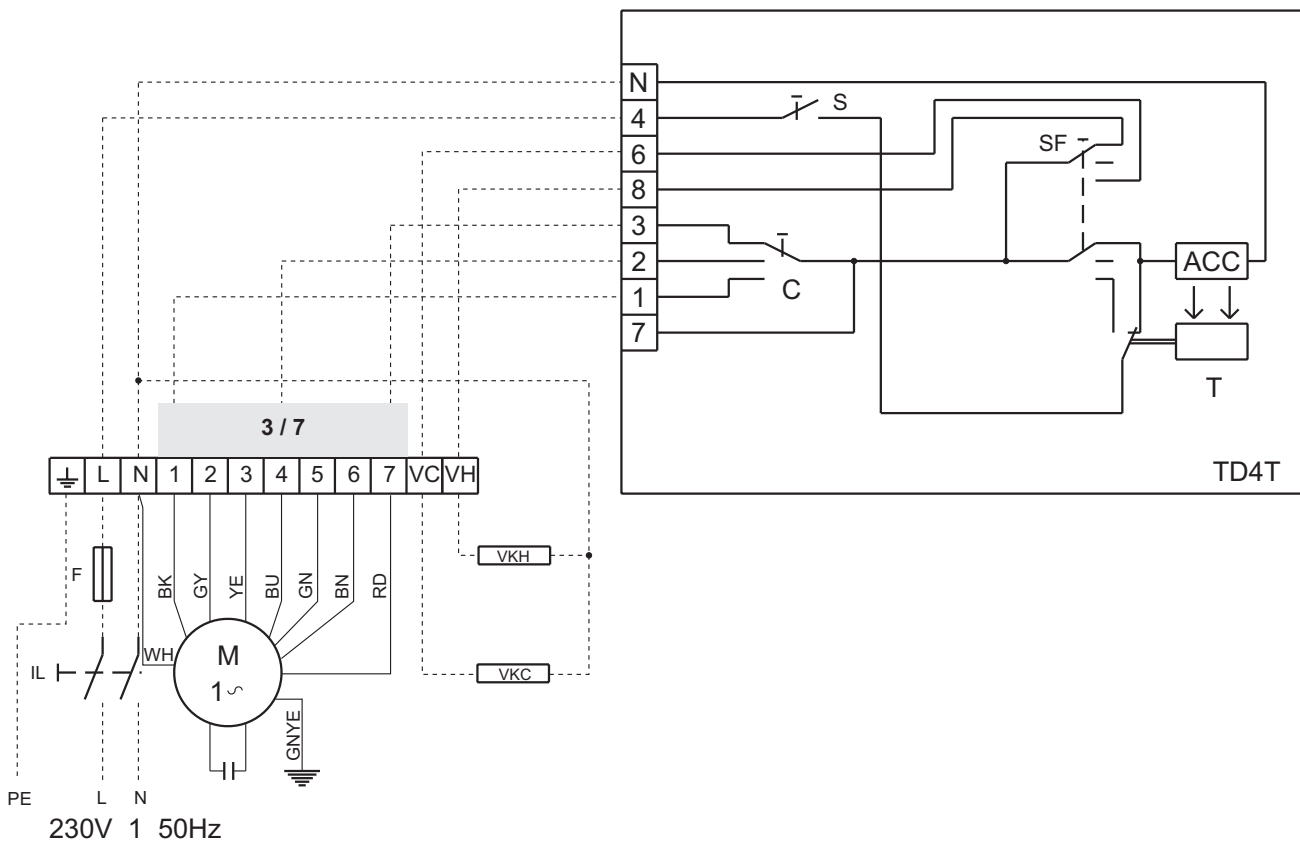 N
4
S
6
SF
8
3
2
C
ACC
1
7
T
TD4T
3 / 7
L N 1 2 3 4 5 6 7 VC VH
VKH
F
BK
GY
YE
BU
GN
BN
RD
WH
M
1~
IL
VKC
GNYE
PE
L
N
230V 1 50Hz